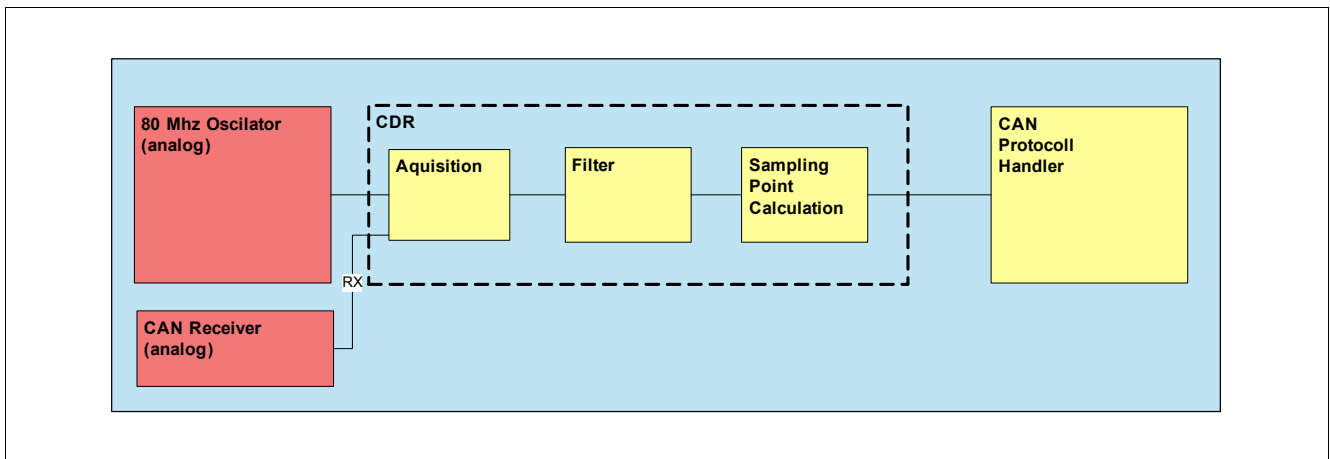 80 Mhz Oscilator
(analog)
CDR
Aquisition
Filter
Sampling
Point
Calculation
CAN
Protocoll
Handler
RX
CAN Receiver
(analog)